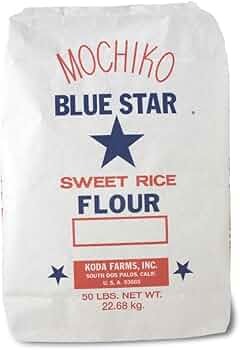 MOCHIKO
BLUE STAR
SWEET RICE
FLOUR
KODA FARMS, INC.
SOUTH DOS PALOS, CALIF.
U. S. A. 93665
50 LBS. NET WT.
22.68 kg.